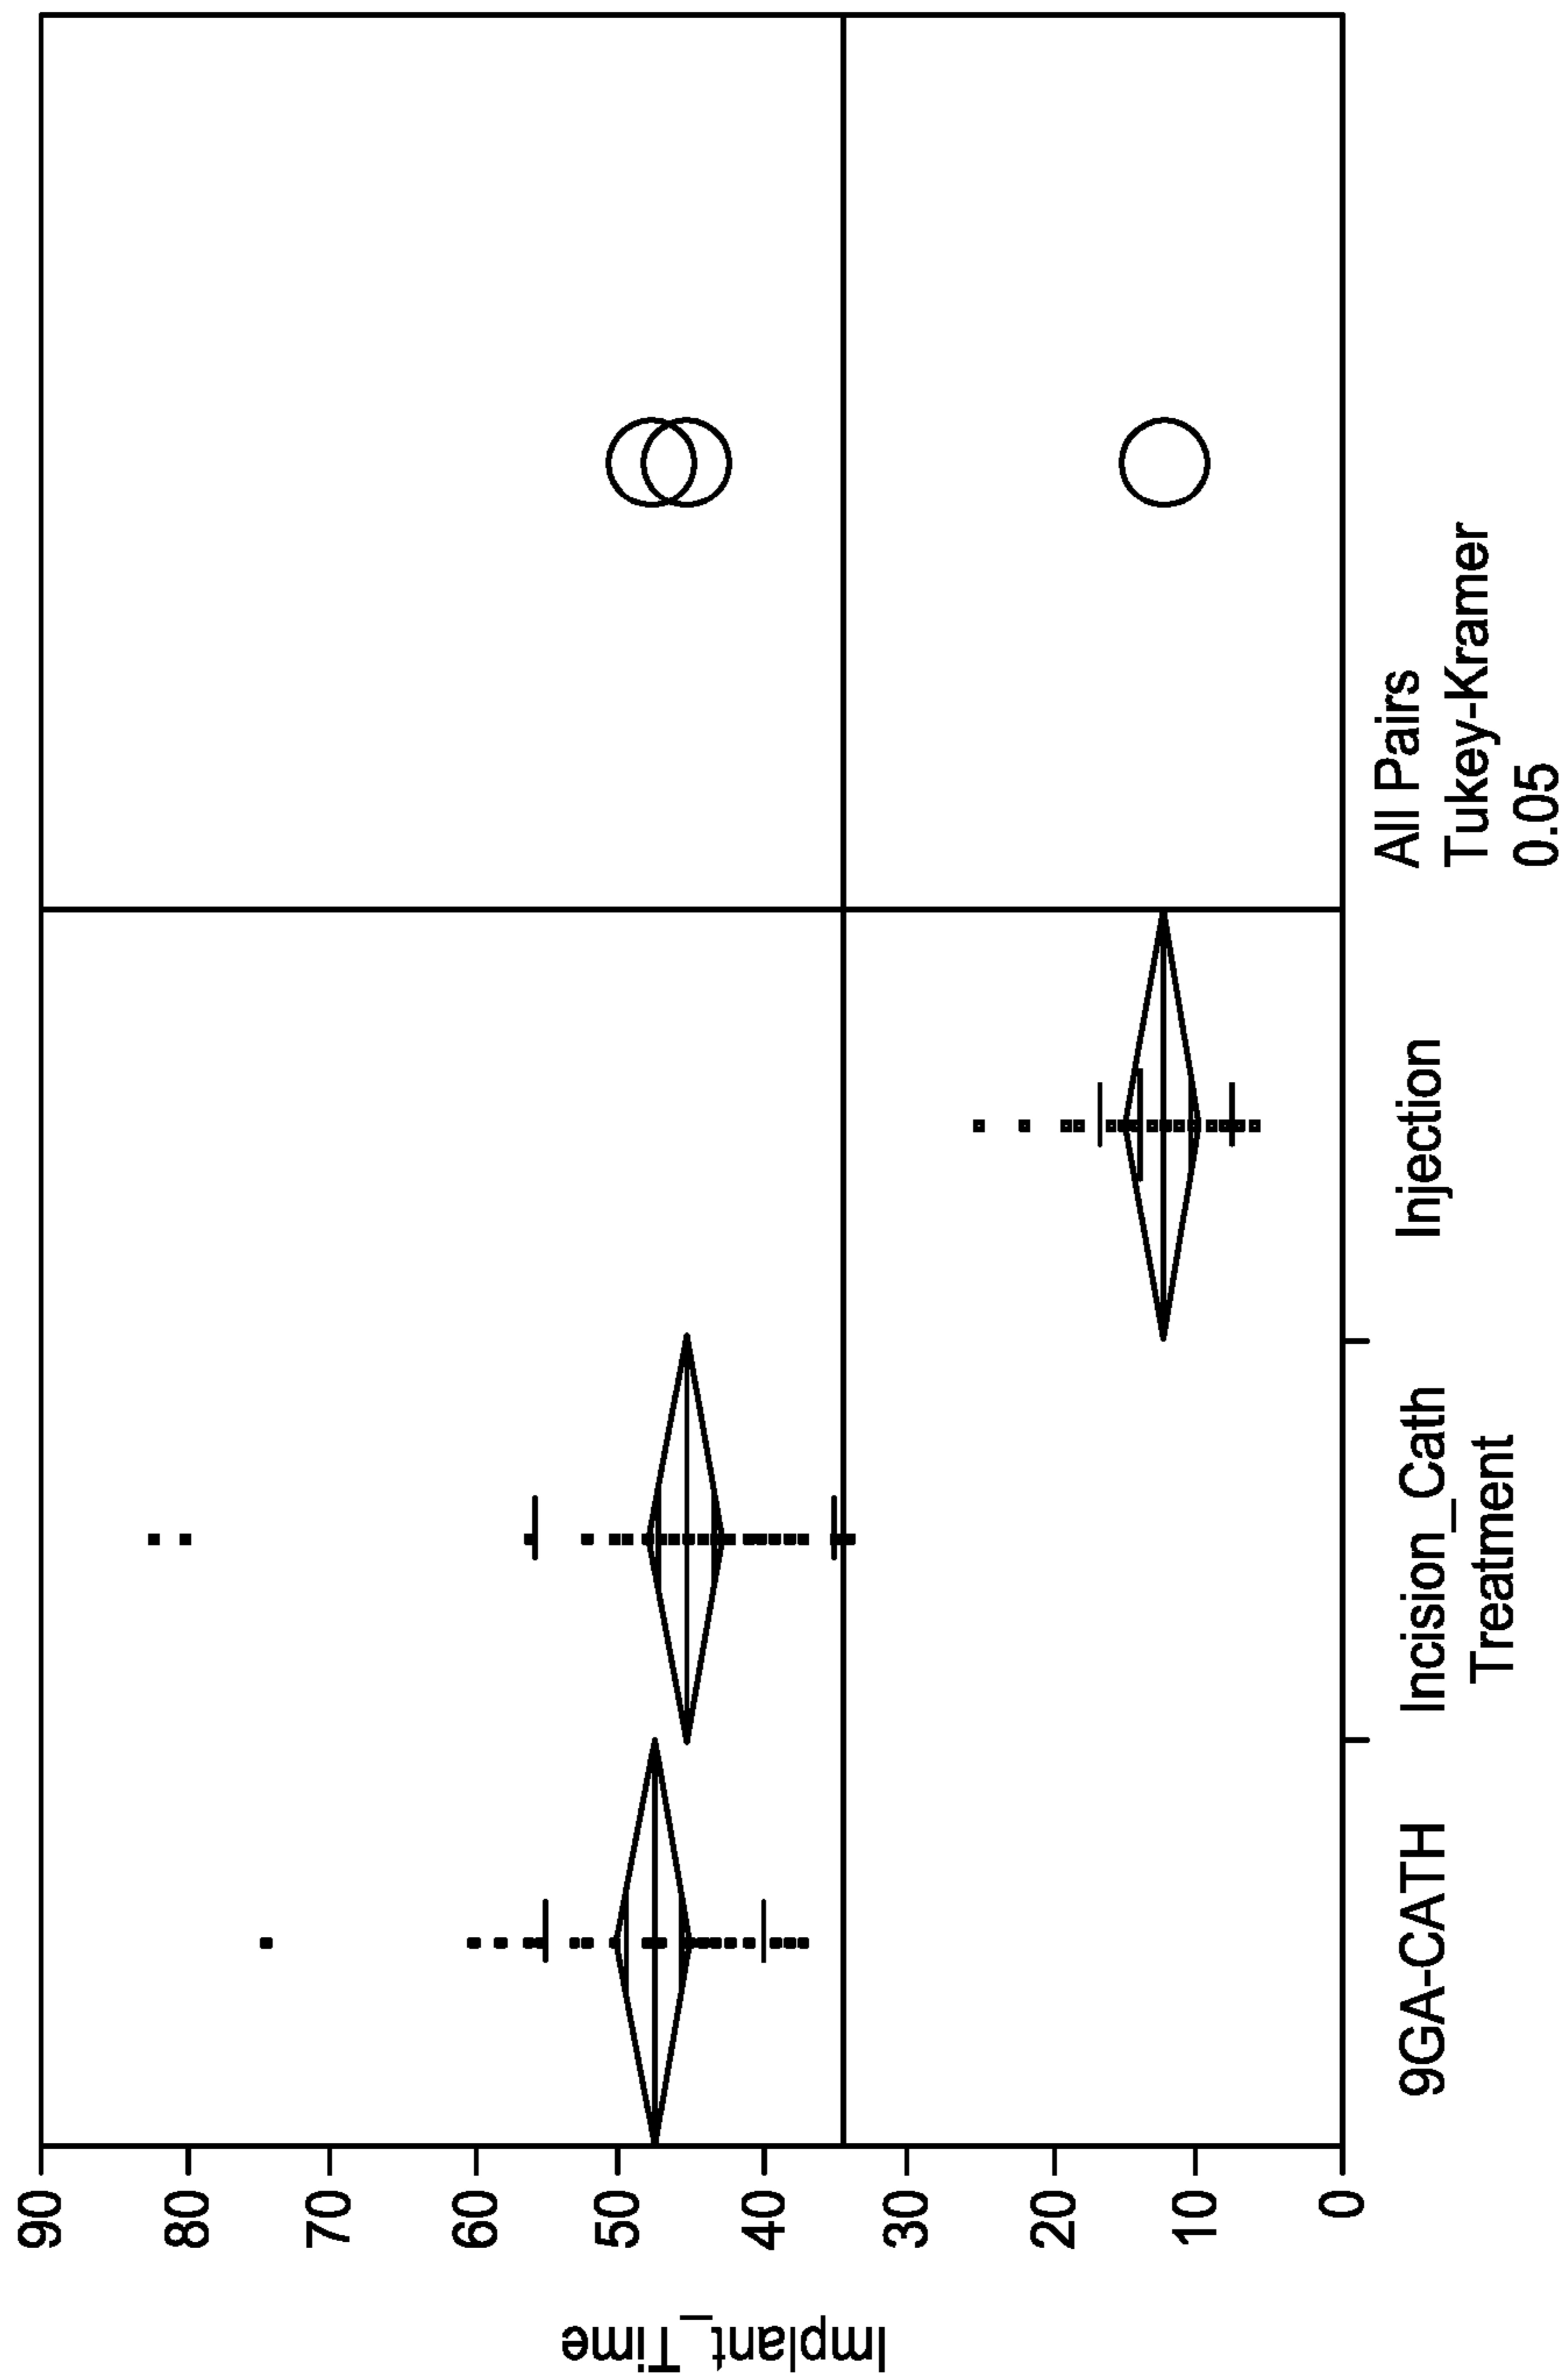 Implant_Time
90
80
70
60
50
40
30
20
10
0
9GA-CATH
Incision_Cath
Injection
Treatment
All Pairs
Tukey-Kramer
0.05